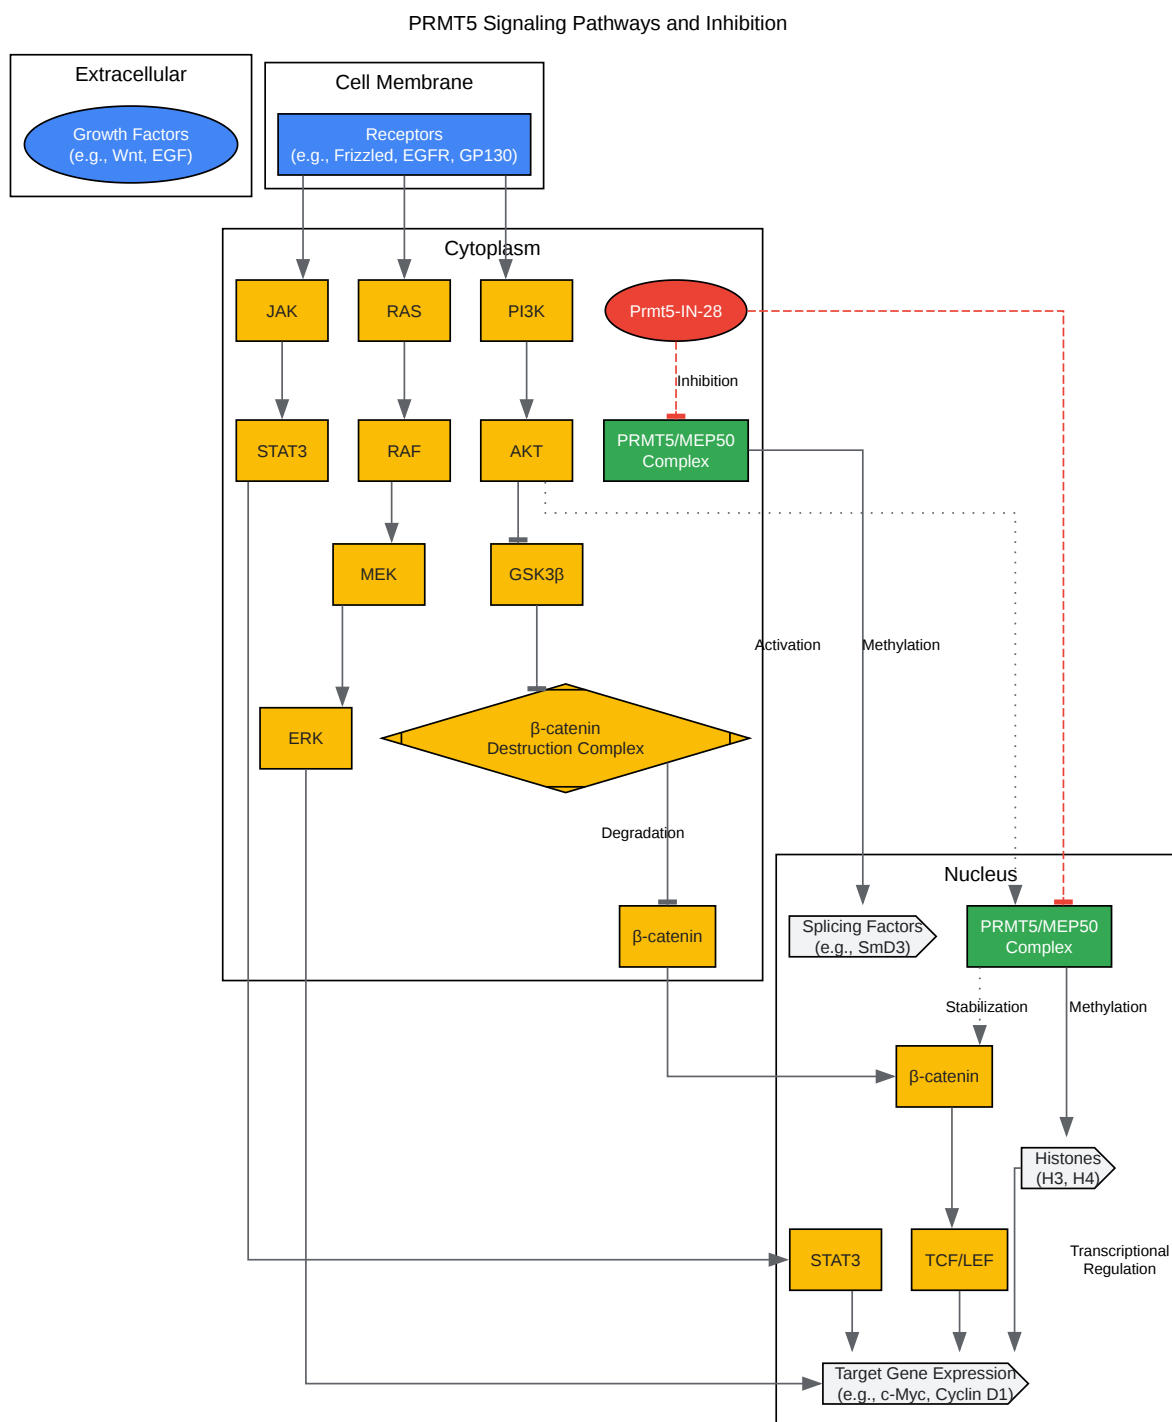 PRMT5 Signaling Pathways and Inhibition
Extracellular
Growth Factors
(e.g., Wnt, EGF)
Cell Membrane
Receptors
(e.g., Frizzled, EGFR, GP130)
Cytoplasm
JAK
RAS
PI3K
Prmt5-IN-28
Inhibition
STAT3
RAF
AKT
PRMT5/MEP50
Complex
MEK
GSK3β
Activation
Methylation
ERK
β-catenin
Destruction Complex
Degradation
β-catenin
Nucleus
Splicing Factors
(e.g., SmD3)
PRMT5/MEP50
Complex
Stabilization
Methylation
β-catenin
Histones
(H3, H4)
STAT3
TCF/LEF
Transcriptional
Regulation
Target Gene Expression
(e.g., c-Myc, Cyclin D1)